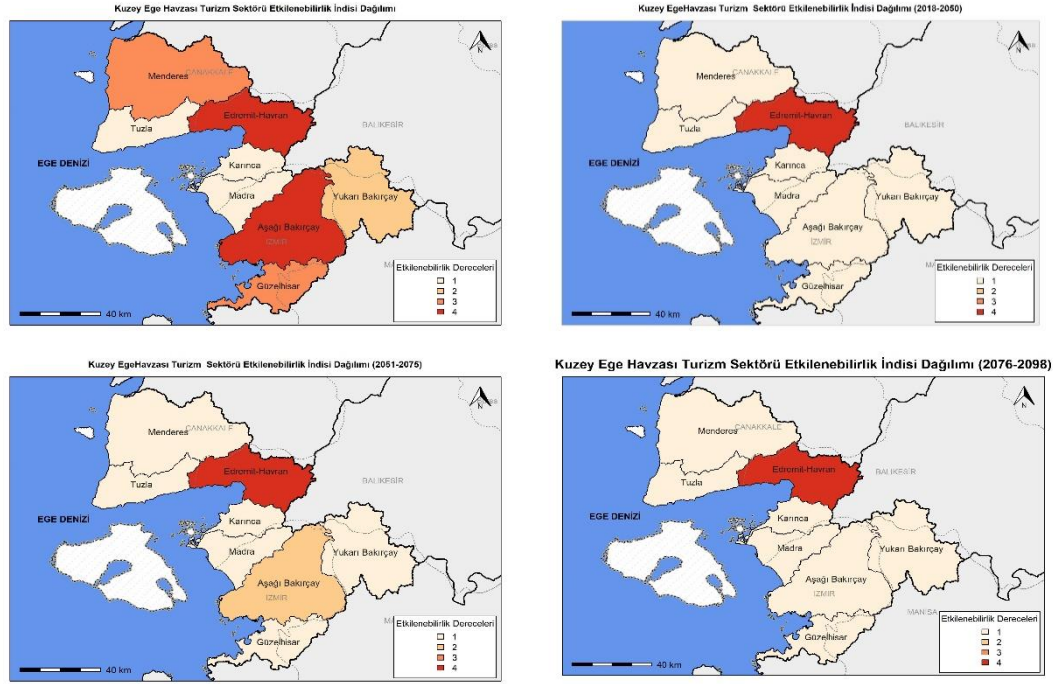 Kuzey Ege Havzası Turizm Sektörü Etkilenebilirlik İndisi Dağılımı
N
Menderes
ÇANAKKALE
Edremit-Havran
Tuzla
BALIKESİR
EGE DENİZİ
Karınca
Madra
Yukarı Bakırçay
Aşağı Bakırçay
İZMİR
MA
Etkilenebilirlik Dereceleri
1
2
3
4
Güzelhisar
40 km
Kuzey EgeHavzası Turizm Sektörü Etkilenebilirlik İndisi Dağılımı (2018-2050)
N
Menderes
ÇANAKKALE
Edremit-Havran
Tuzla
BALIKESİR
EGE DENİZİ
Karınca
Madra
Yukarı Bakırçay
Aşağı Bakırçay
İZMİR
MA
Etkilenebilirlik Dereceleri
1
2
3
4
Güzelhisar
40 km
Kuzey EgeHavzası Turizm Sektörü Etkilenebilirlik İndisi Dağılımı (2051-2075)
N
Menderes
ÇANAKKALE
Edremit-Havran
Tuzla
BALIKESİR
EGE DENİZİ
Karınca
Madra
Yukarı Bakırçay
Aşağı Bakırçay
İZMİR
MA
Etkilenebilirlik Dereceleri
1
2
3
4
Güzelhisar
40 km
Kuzey Ege Havzası Turizm Sektörü Etkilenebilirlik İndisi Dağılımı (2076-2098)
N
Menderes
ÇANAKKALE
Edremit-Havran
Tuzla
BALIKESİR
EGE DENİZİ
Karınca
Madra
Yukarı Bakırçay
Aşağı Bakırçay
İZMİR
MANİSA
Etkilenebilirlik Dereceleri
1
2
3
4
Güzelhisar
40 km